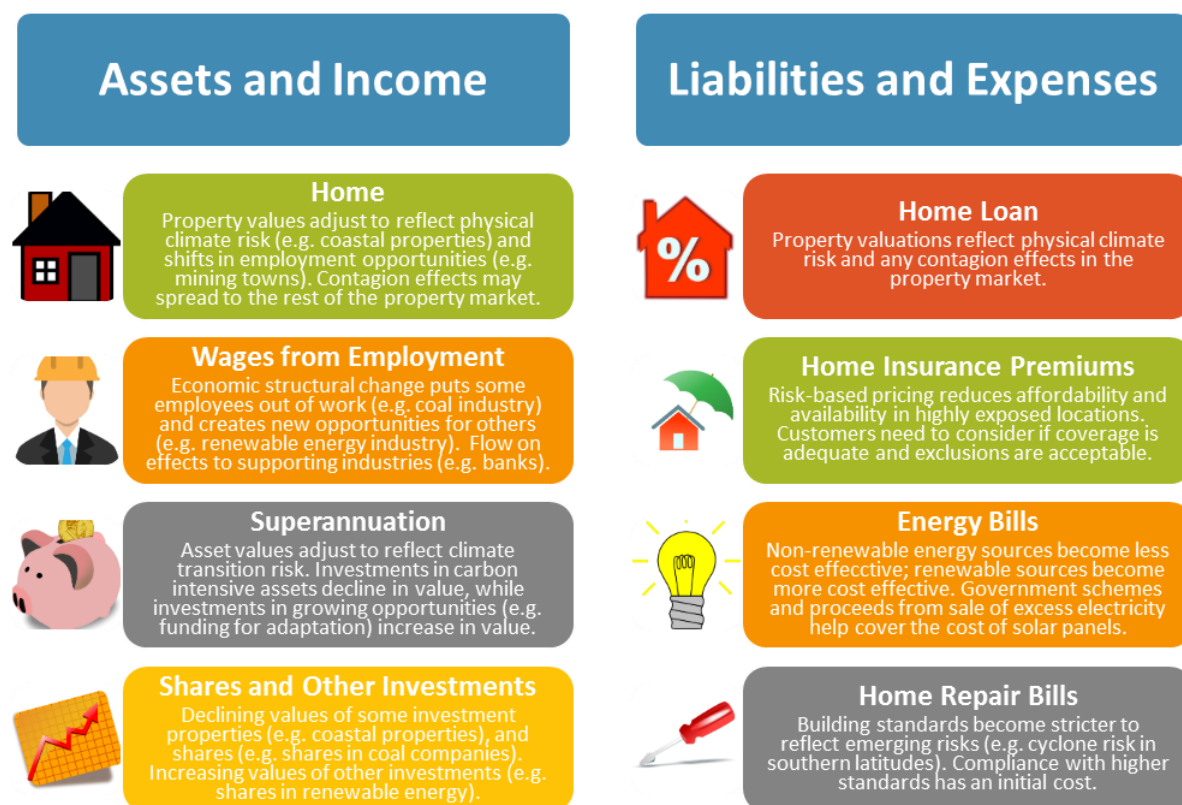 Assets and Income
Home
Property values adjust to reflect physical
climate risk (e.g. coastal properties) and
shifts in employment opportunities (e.g.
mining towns). Contagion effects may
spread to the rest of the property market.
Wages from Employment
Economic structural change puts some
employees out of work (e.g. coal industry)
and creates new opportunities for others
(e.g. renewable energy industry).  Flow on
effects to supporting industries (e.g. banks).
Superannuation
Asset values adjust to reflect climate
transition risk. Investments in carbon
intensive assets decline in value, while
investments in growing opportunities (e.g.
funding for adaptation) increase in value.
Shares and Other Investments
Declining values of some investment
properties (e.g. coastal properties), and
shares (e.g. shares in coal companies).
Increasing values of other investments (e.g.
shares in renewable energy).
Liabilities and Expenses
%
Home Loan
Property valuations reflect physical climate
risk and any contagion effects in the
property market.
Home Insurance Premiums
Risk-based pricing reduces affordability and
availability in highly exposed locations.
Customers need to consider if coverage is
adequate and exclusions are acceptable.
Energy Bills
Non-renewable energy sources become less
cost effecctive; renewable sources become
more cost effective. Government schemes
and proceeds from sale of excess electricity
help cover the cost of solar panels.
Home Repair Bills
Building standards become stricter to
reflect emerging risks (e.g. cyclone risk in
southern latitudes). Compliance with higher
standards has an initial cost.